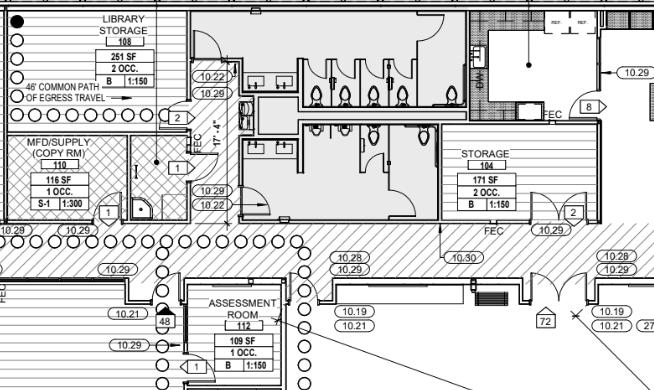 LIBRARY
STORAGE
108
251 SF
2 OCC.
B 1:150
46' COMMON PATH
OF EGRESS TRAVEL
10.22
10.29
2
FEC
17' - 4"
REF. REF.
DW
10.29
FEC
8
MFD/SUPPLY
(COPY RM)
110
116 SF
1 OCC.
S-1 1:300
1
1
10.29
10.22
STORAGE
104
171 SF
2 OCC.
B 1:150
2
10.29
10.29
FEC
10.29
10.29
10.28
10.29
10.30
10.28
10.29
FEC
10.21
48
ASSESSMENT
ROOM
112
109 SF
1 OCC.
B 1:150
10.29
1
10.19
10.21
72
10.19
10.21
27